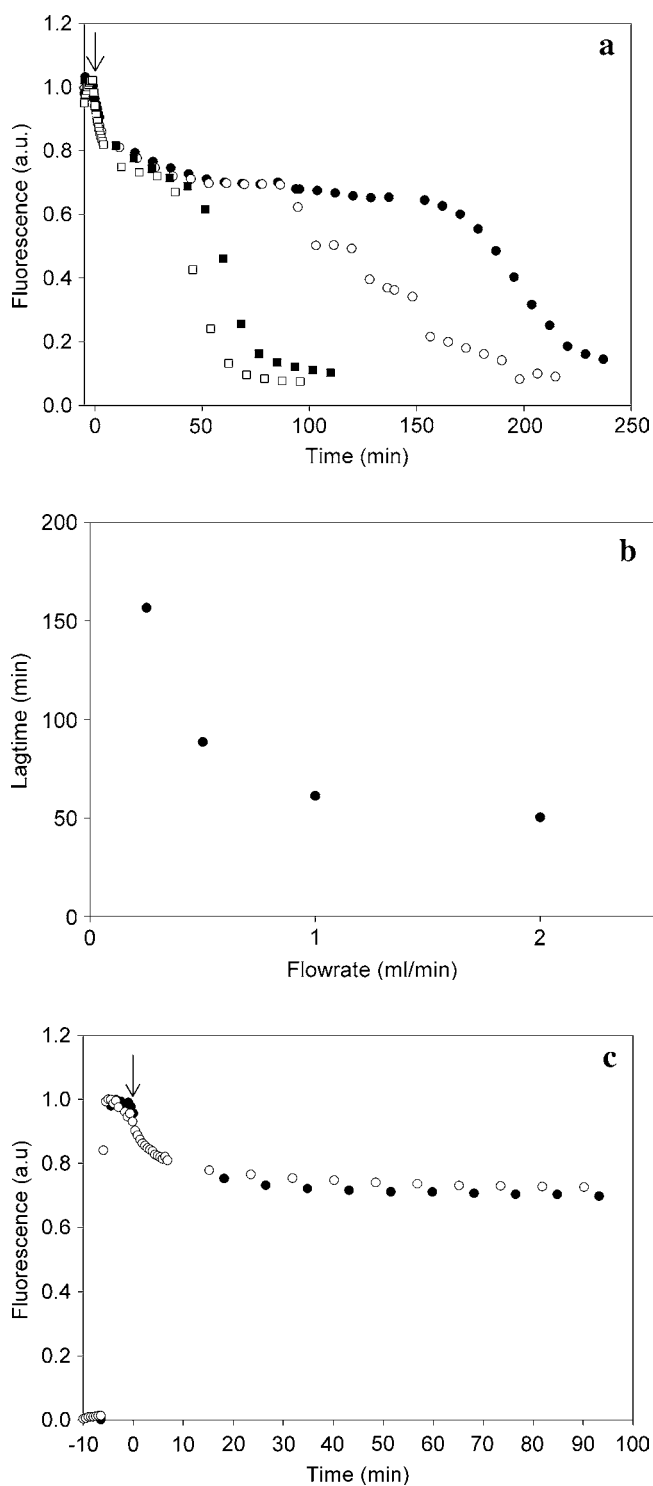 a
1.2
1.0
0.8
0.6
0.4
0.2
0.0
Fluorescence (a.u.)
0 50 100 150 200 250
Time (min)
b
200
150
100
50
0
Lagtime (min)
0 1 2
Flowrate (ml/min)
c
1.2
1.0
0.8
0.6
0.4
0.2
0.0
Fluorescence (a.u)
-10 0 10 20 30 40 50 60 70 80 90 100
Time (min)